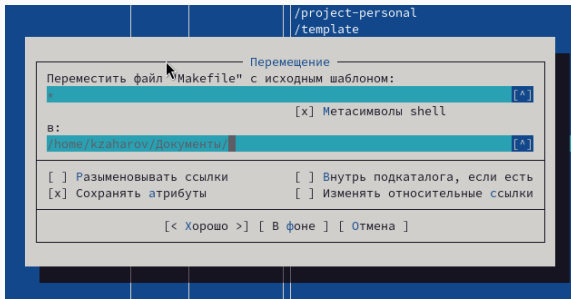 /project-personal
/template
Перемещение
Переместить файл "Makefile" с исходным шаблоном:
* [^]
[x] Метасимволы shell
в:
/home/kzaharov/Документы/ [^]
[ ] Разыменовывать ссылки [ ] Внутрь подкаталога, если есть
[x] Сохранять атрибуты [ ] Изменять относительные ссылки
[< Хорошо >] [ В фоне ] [ Отмена ]